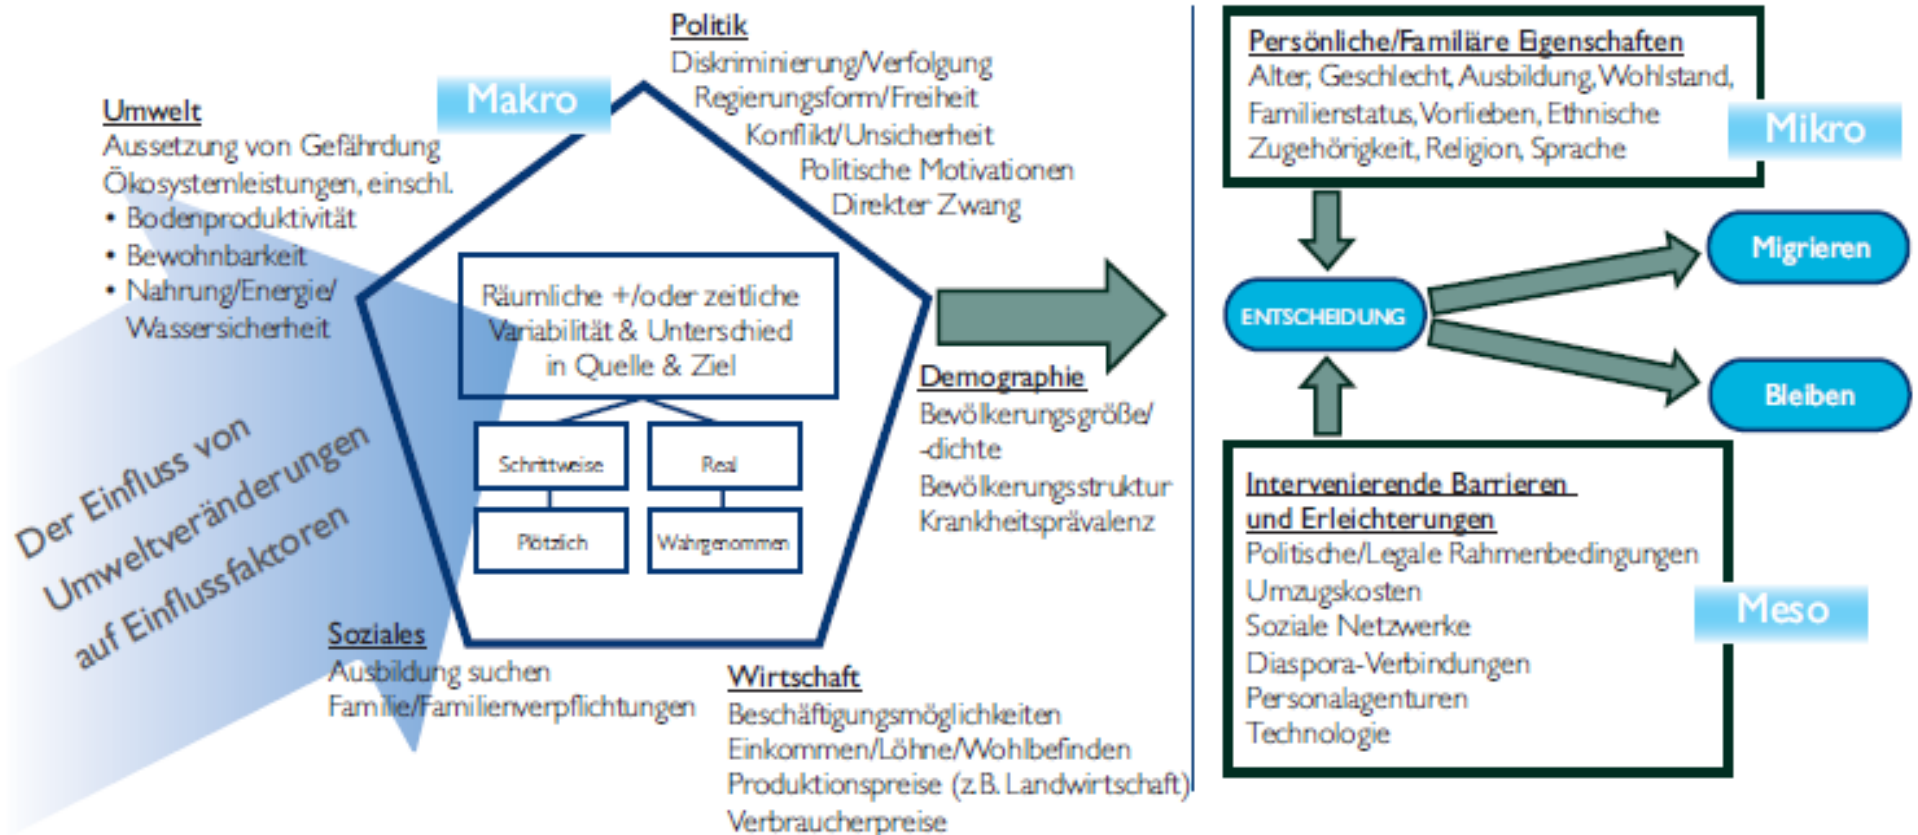 Politik
Diskriminierung/Verfolgung
Regierungsform/Freiheit
Konflikt/Unsicherheit
Politische Motivationen
Direkter Zwang
Makro
Umwelt
Aussetzung von Gefährdung
Ökosystemleistungen, einschl.
• Bodenproduktivität
• Bewohnbarkeit
• Nahrung/Energie/
Wassersicherheit
Räumliche +/oder zeitliche
Variabilität & Unterschied
in Quelle & Ziel
Schrittweise
Real
Plötzlich
Wahrgenommen
Der Einfluss von
Umweltveränderungen
auf Einflussfaktoren
Demographie
Bevölkerungsgröße/
-dichte
Bevölkerungsstruktur
Krankheitsprävalenz
Soziales
Ausbildung suchen
Familie/Familienverpflichtungen
Wirtschaft
Beschäftigungsmöglichkeiten
Einkommen/Löhne/Wohlbefinden
Produktionspreise (z.B. Landwirtschaft)
Verbraucherpreise
Persönliche/Familiäre Eigenschaften
Alter, Geschlecht, Ausbildung, Wohlstand,
Familienstatus, Vorlieben, Ethnische
Zugehörigkeit, Religion, Sprache
Mikro
ENTSCHEIDUNG
Migrieren
Bleiben
Intervenierende Barrieren
und Erleichterungen
Politische/Legale Rahmenbedingungen
Umzugskosten
Soziale Netzwerke
Diaspora-Verbindungen
Personalagenturen
Technologie
Meso